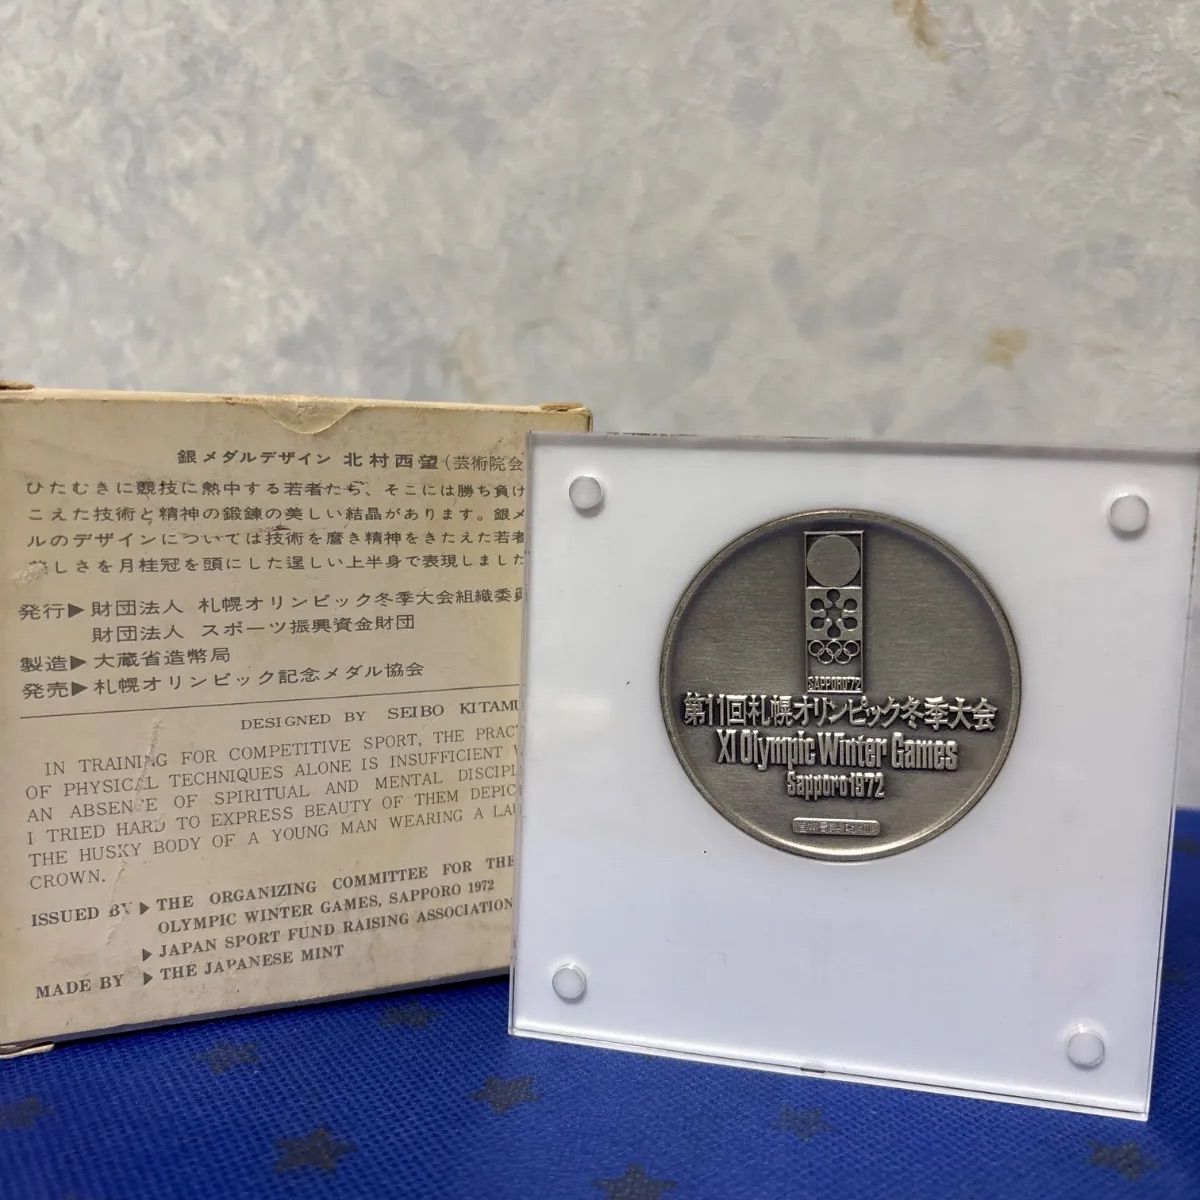 銀メダルデザイン 北村西望（芸術院会
ひたむきに競技に熱中する若者たち、そこには勝ち負け
こえた技術と精神の鍛錬の美しい結晶があります。銀メ
ルのデザインについては技術を磨き精神をきたえた若者
しさを月桂冠を頭にした逞しい上半身で表現しました
発行▶財団法人 札幌オリンピック冬季大会組織委員
財団法人 スポーツ振興資金財団
製造▶大蔵省造幣局
発売▶札幌オリンピック記念メダル協会
DESIGNED BY SEIBO KITAMU
IN TRAINING FOR COMPETITIVE SPORT, THE PRACT
OF PHYSICAL TECHNIQUES ALONE IS INSUFFICIENT W
AN ABSENCE OF SPIRITUAL AND MENTAL DISCIPL
I TRIED HARD TO EXPRESS BEAUTY OF THEM DEPIC
THE HUSKY BODY OF A YOUNG MAN WEARING A LAU
CROWN.
ISSUED BY ▶ THE ORGANIZING COMMITTEE FOR THE
OLYMPIC WINTER GAMES, SAPPORO 1972
▶ JAPAN SPORT FUND RAISING ASSOCIATION
MADE BY ▶ THE JAPANESE MINT
SAPPORO'72
第11回札幌オリンピック冬季大会
XI Olympic Winter Games
Sapporo 1972